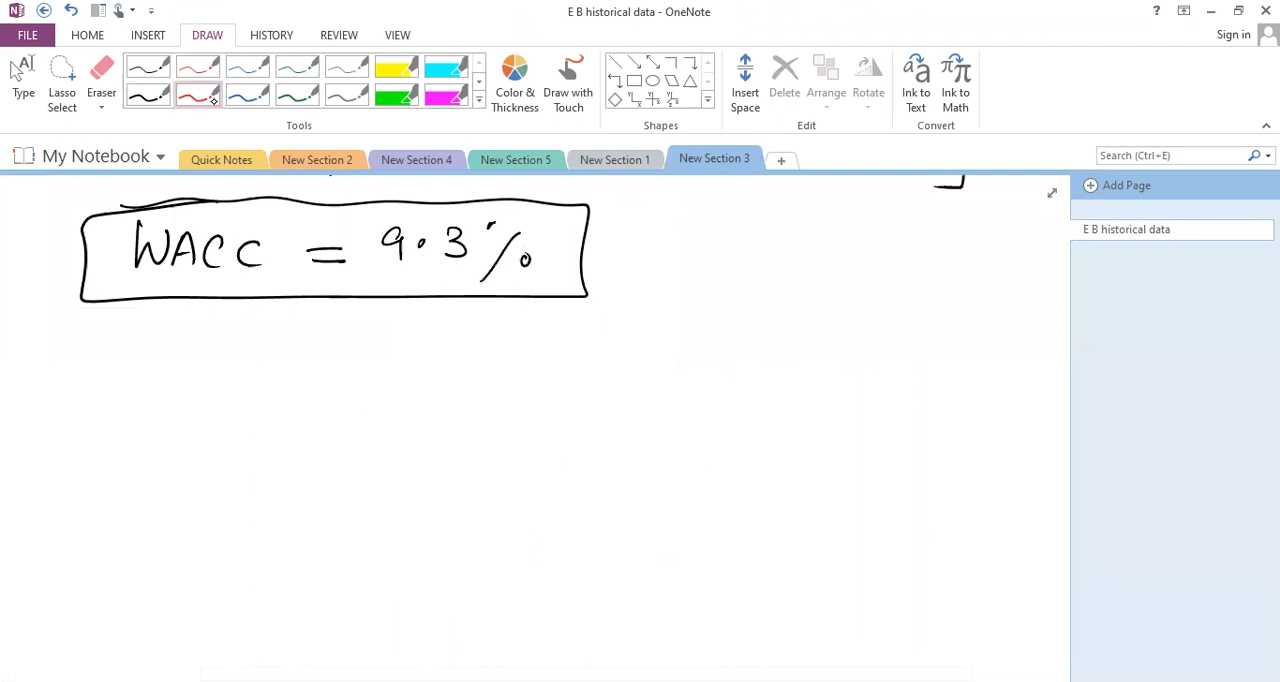 E B historical data - OneNote
?
Sign in
FILE HOME INSERT DRAW HISTORY REVIEW VIEW
Type
Lasso Select
Eraser
Color & Thickness
Draw with Touch
Insert Space
Delete
Arrange
Rotate
Ink to Text
Ink to Math
Tools
Shapes
Edit
Convert
My Notebook
Quick Notes
New Section 2
New Section 4
New Section 5
New Section 1
New Section 3
Search (Ctrl+E)
Add Page
E B historical data
WACC = 9.3%